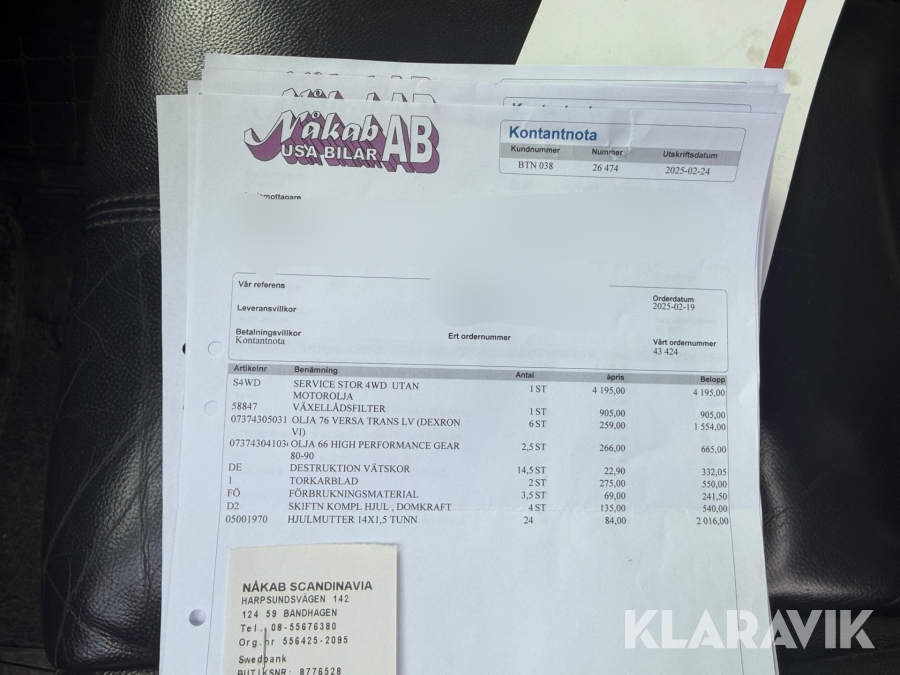 Nåkab AB
USA BILAR
Kontantnota
Kundnummer Nummer Utskriftsdatum
BTN 038 26 474 2025-02-24
Vår referens
Leveransvillkor
Orderdatum
2025-02-19
Betalningsvillkor
Kontantnota
Ert ordernummer
Vårt ordernummer
43 424
Artikelnr Benämning Antal àpris Belopp
S4WD SERVICE STOR 4WD UTAN 1 ST 4 195,00 4 195,00
MOTOROLJA
58847 VÄXELLÅDSFILTER 1 ST 905,00 905,00
07374305031 OLJA 76 VERSA TRANS LV (DEXRON 6 ST 259,00 1 554,00
VI)
OLJA 66 HIGH PERFORMANCE GEAR 2,5 ST 266,00 665,00
80-90
DE DESTRUKTION VÄTSKOR 14,5 ST 22,90 332,05
1 TORKARBLAD 2 ST 275,00 550,00
FÖ FÖRBRUKNINGSMATERIAL 3,5 ST 69,00 241,50
D2 SKIFTN KOMPL HJUL , DOMKRAFT 4 ST 135,00 540,00
05001970 HJULMUTTER 14X1,5 TUNN 24 84,00 2 016,00
NÅKAB SCANDINAVIA
HARPSUNDSVÄGEN 142
124 59 BANDHAGEN
Tel. 08-55676380
Org.nr 556425-2095
Swedbank
BUTIKSNR: 8776528
KLARAVIK